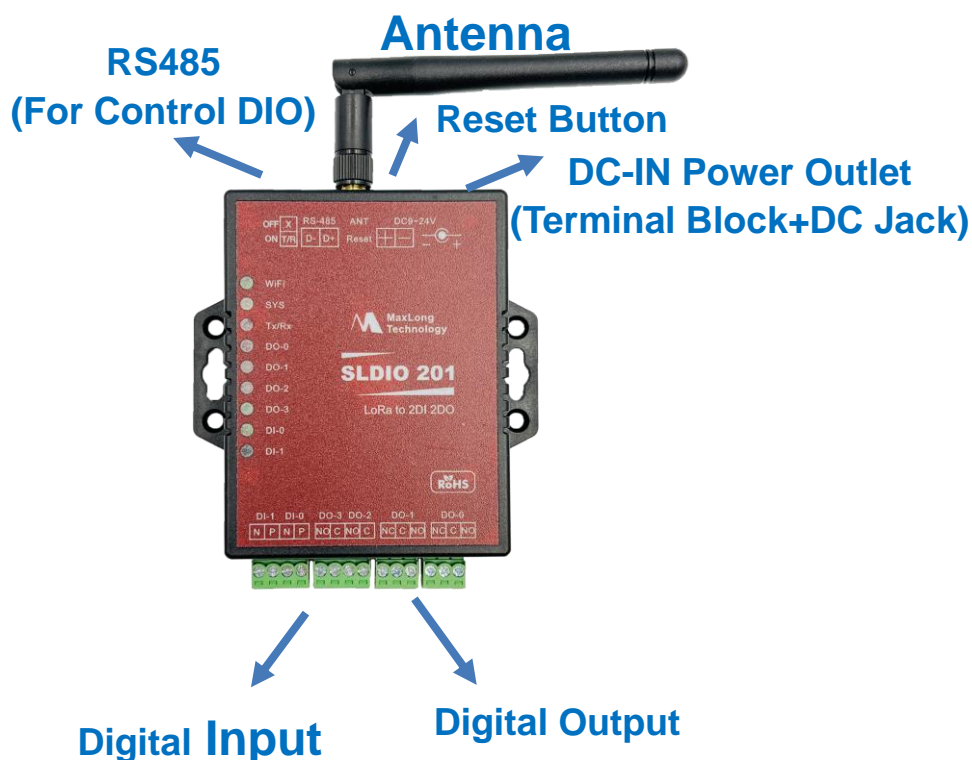 Antenna
RS485
(For Control DIO)
Reset Button
DC-IN Power Outlet
(Terminal Block+DC Jack)
OFF X RS-485 ANT DC9~24V
ON T/R D- D+ Reset + − − +
WiFi
SYS
Tx/Rx
DO-0
DO-1
DO-2
DO-3
DI-0
DI-1
MaxLong
Technology
SLDIO 201
LoRa to 2DI 2DO
RoHS
DI-1 DI-0 DO-3 DO-2 DO-1 DO-0
N P N P NO C NO C NC C NO NC C NO
Digital Input
Digital Output